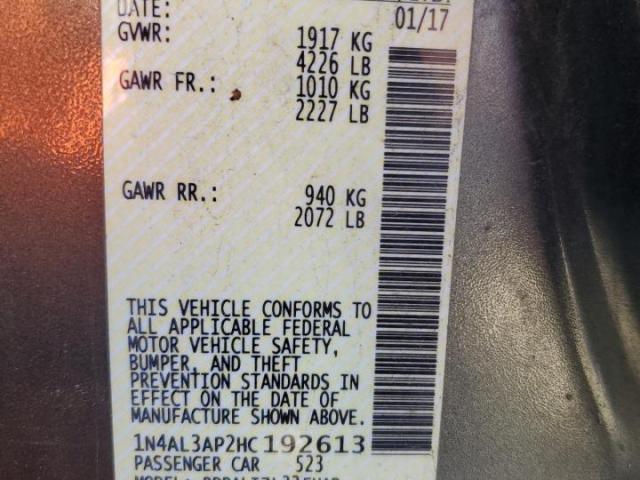 DATE: 01/17
GVWR: 1917 KG
4226 LB
GAWR FR.: 1010 KG
2227 LB
GAWR RR.: 940 KG
2072 LB
THIS VEHICLE CONFORMS TO
ALL APPLICABLE FEDERAL
MOTOR VEHICLE SAFETY,
BUMPER, AND THEFT
PREVENTION STANDARDS IN
EFFECT ON THE DATE OF
MANUFACTURE SHOWN ABOVE.
1N4AL3AP2HC192613
PASSENGER CAR 523